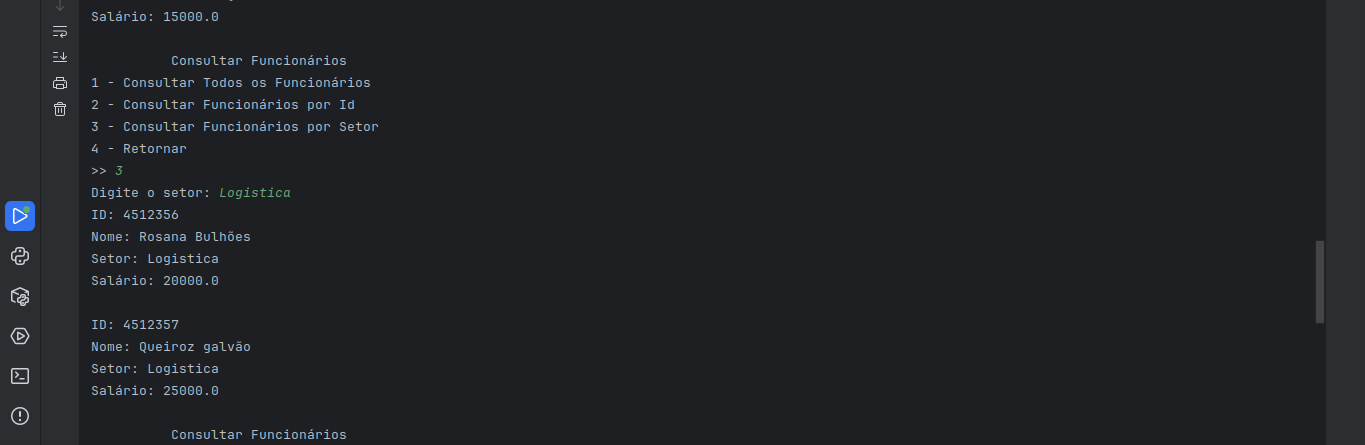 Salário: 15000.0
Consultar Funcionários
1 - Consultar Todos os Funcionários
2 - Consultar Funcionários por Id
3 - Consultar Funcionários por Setor
4 - Retornar
>> 3
Digite o setor: Logistica
ID: 4512356
Nome: Rosana Bulhões
Setor: Logistica
Salário: 20000.0
ID: 4512357
Nome: Queiroz galvão
Setor: Logistica
Salário: 25000.0
Consultar Funcionários